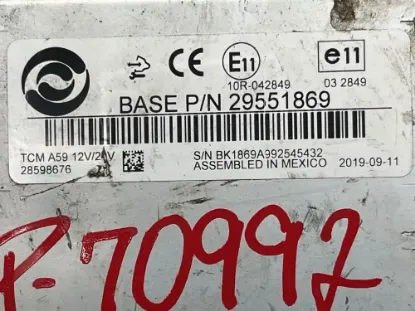 CE E11 e11
10R-042849 03 2849
BASE P/N 29551869
TCM A59 12V/24V S/N BK1869A992545432
28598676 ASSEMBLED IN MEXICO 2019-09-11
P-70992